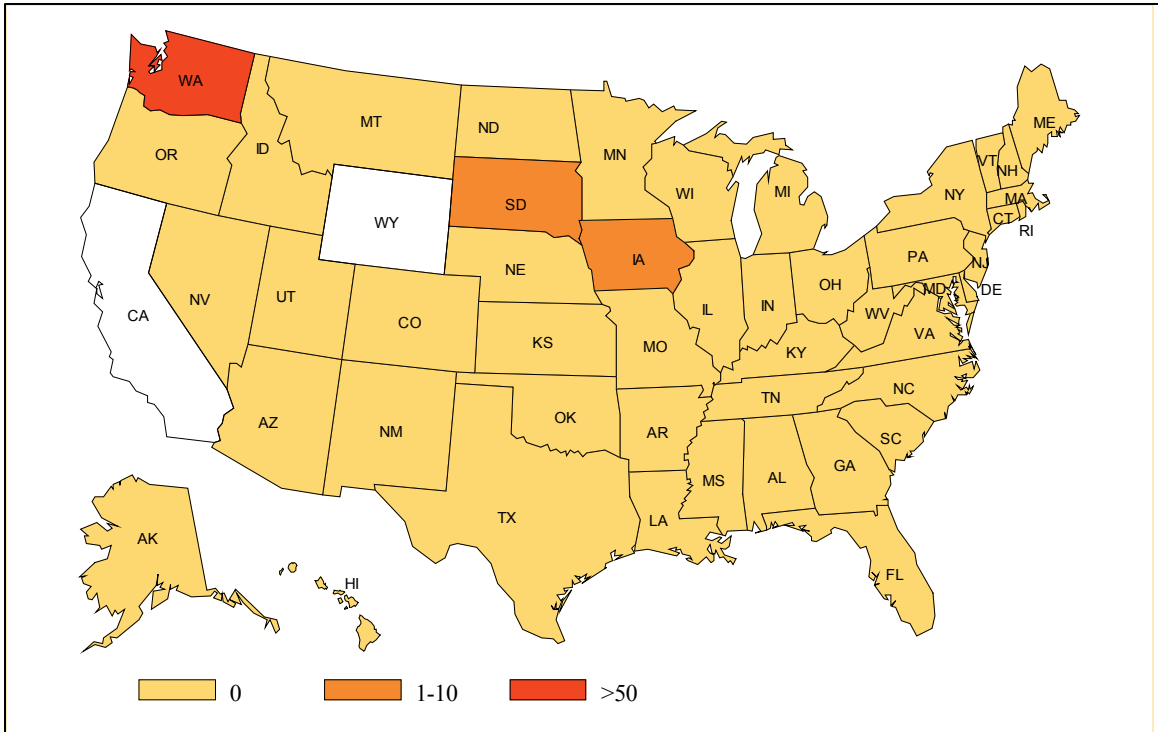 WA
MT
ND
MN
ME
OR
ID
SD
WI
MI
VT
NH
NY
MA
CT
RI
WY
IA
NE
PA
NJ
CA
NV
UT
CO
IL
IN
OH
MD
DE
WV
VA
KS
MO
KY
AZ
NM
OK
AR
TN
NC
SC
TX
LA
MS
AL
GA
FL
AK
HI
0
1-10
>50